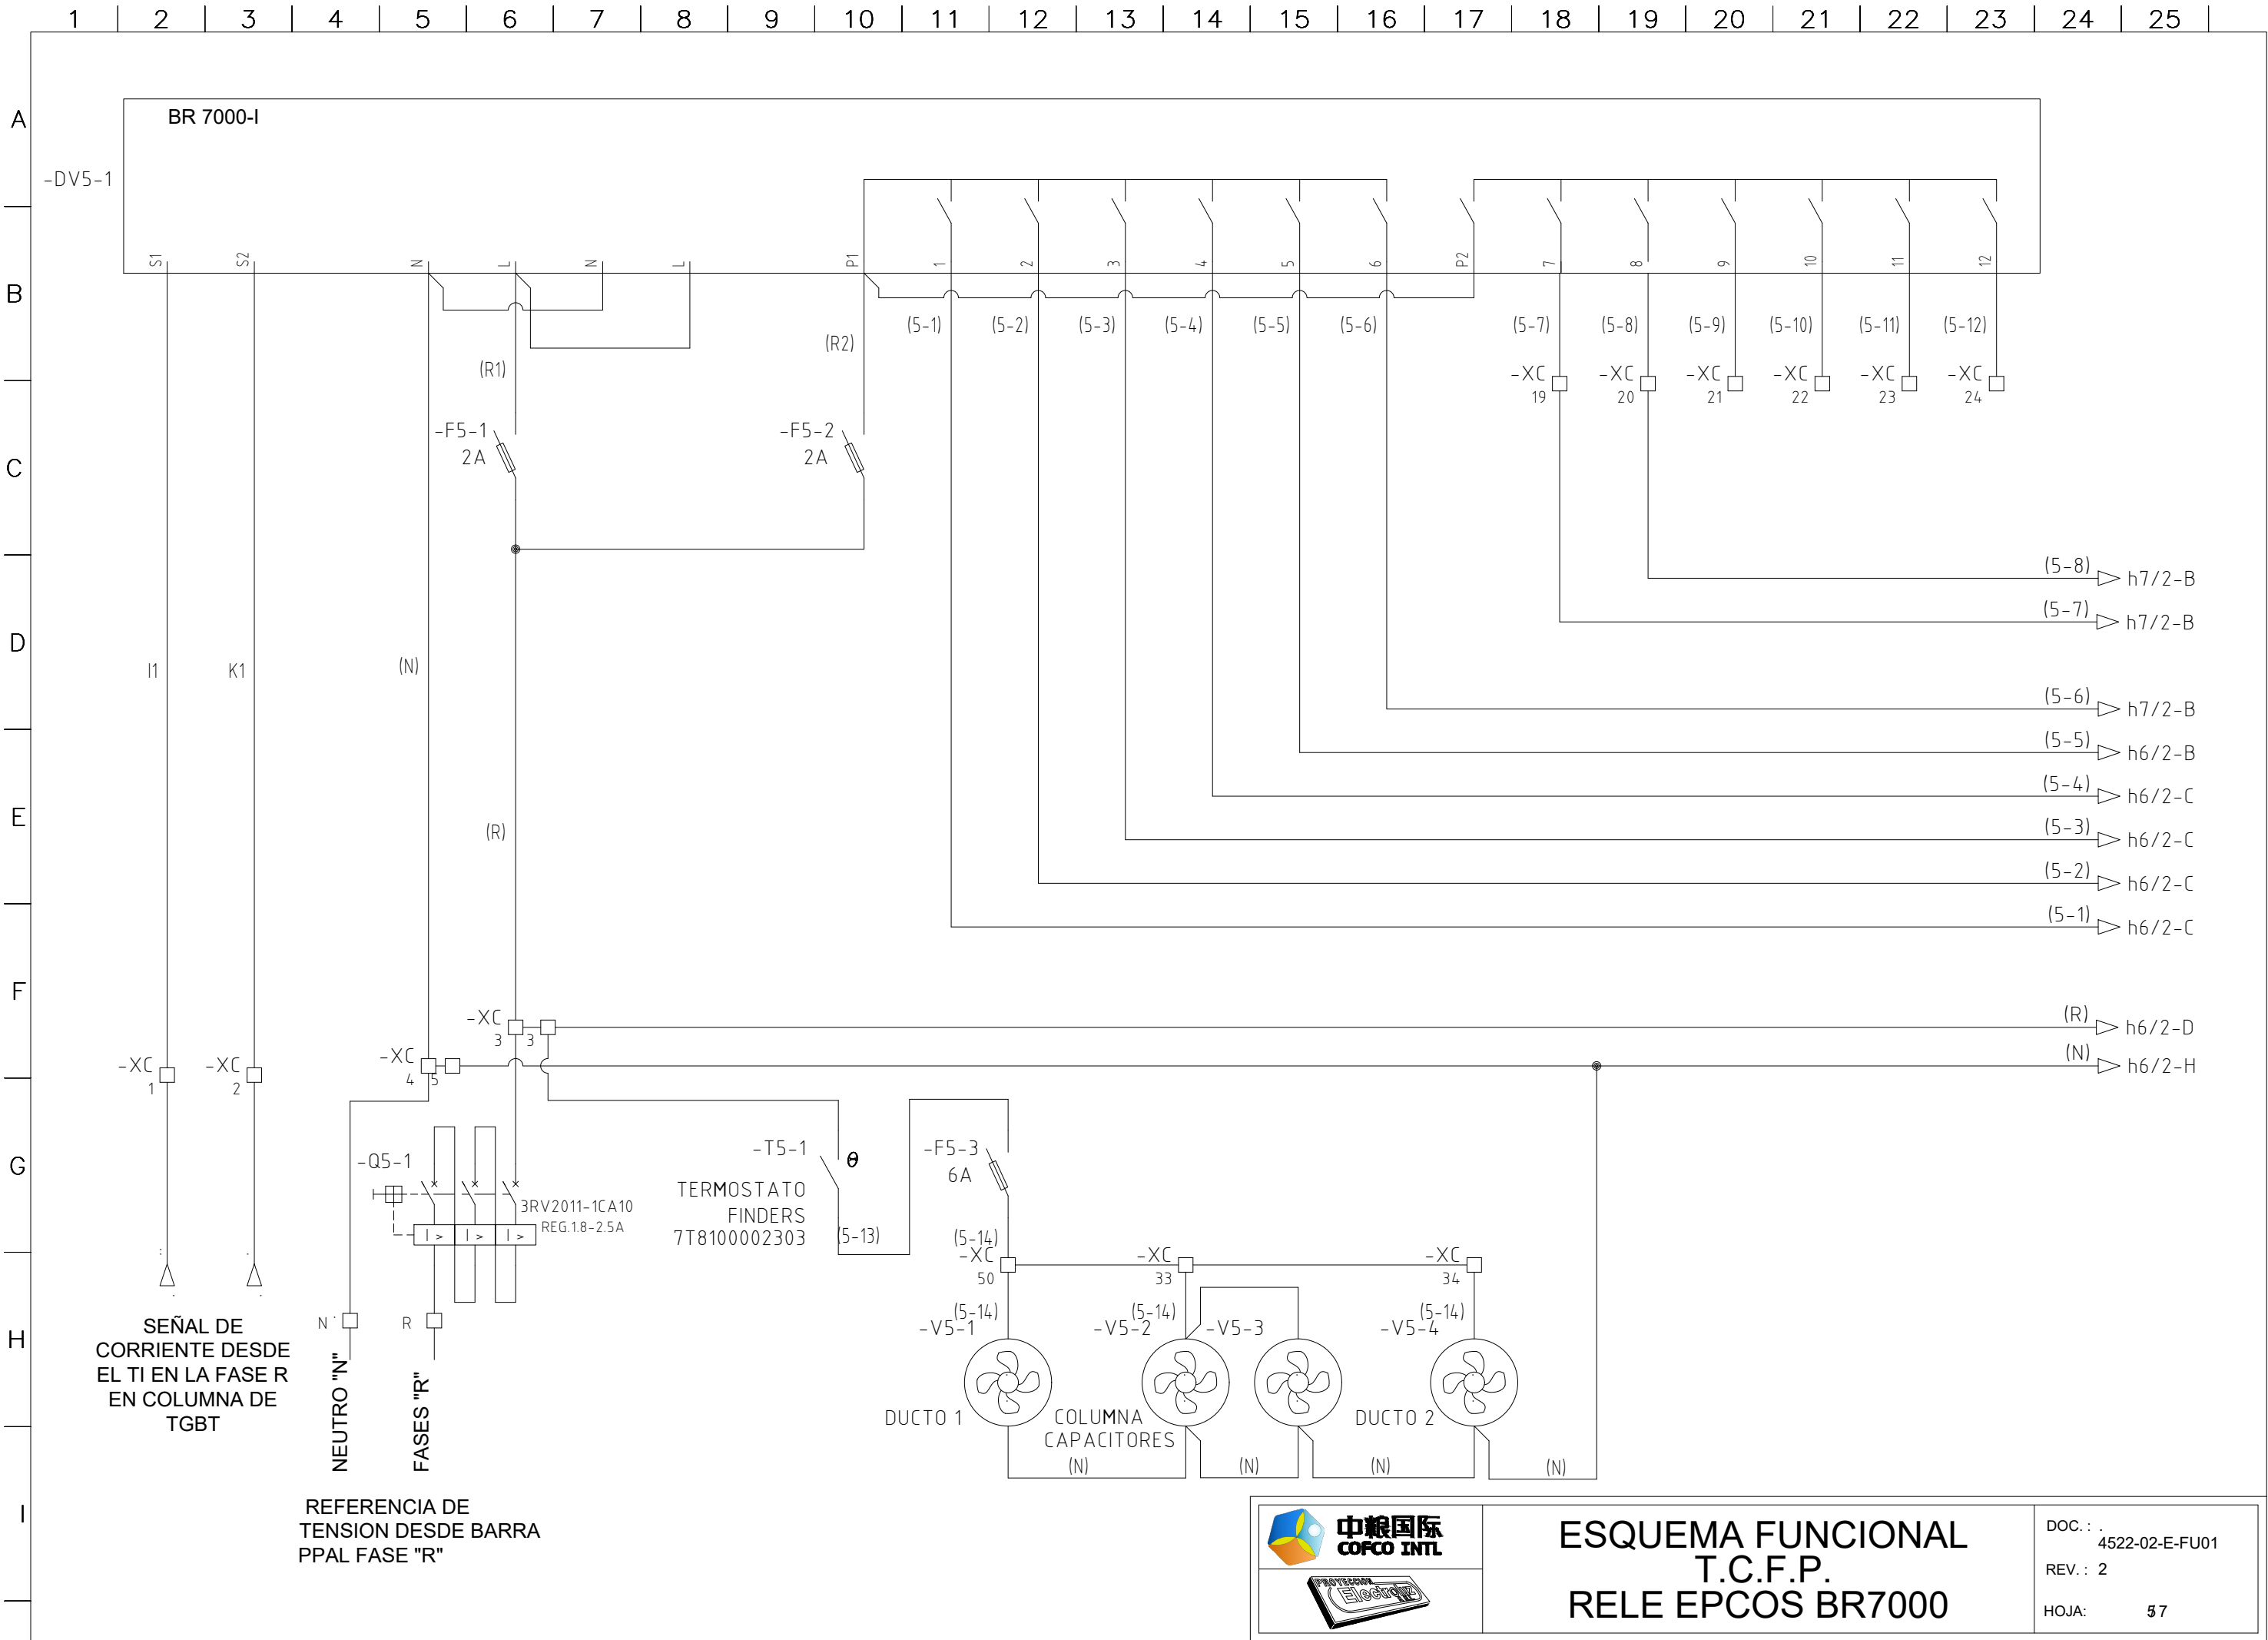 1 2 3 4 5 6 7 8 9 10 11 12 13 14 15 16 17 18 19 20 21 22 23 24 25
A
B
C
D
E
F
G
H
I
BR 7000-I
-DV5-1
S1 S2 N L N L P1 1 2 3 4 5 6 P2 7 8 9 10 11 12
(5-1) (5-2) (5-3) (5-4) (5-5) (5-6) (5-7) (5-8) (5-9) (5-10) (5-11) (5-12)
(R1)
(R2)
-XC -XC -XC -XC -XC -XC
19 20 21 22 23 24
-F5-1
2A
-F5-2
2A
(5-8) h7/2-B
(5-7) h7/2-B
(5-6) h7/2-B
(5-5) h6/2-B
(5-4) h6/2-C
(5-3) h6/2-C
(5-2) h6/2-C
(5-1) h6/2-C
I1
K1
(N)
(R)
(R) h6/2-D
(N) h6/2-H
-XC
3 3
-XC
4 5
-XC
1
-XC
2
-Q5-1
3RV2011-1CA10
REG.1.8-2.5A
I > I > I >
-T5-1
θ
TERMOSTATO
FINDERS
7T8100002303
(5-13)
-F5-3
6A
(5-14)
-XC
50
-XC
33
-XC
34
(5-14)
-V5-1
(5-14)
-V5-2
-V5-3
(5-14)
-V5-4
DUCTO 1
COLUMNA
CAPACITORES
DUCTO 2
(N) (N) (N) (N)
SEÑAL DE
CORRIENTE DESDE
EL TI EN LA FASE R
EN COLUMNA DE
TGBT
N
R
NEUTRO "N"
FASES "R"
REFERENCIA DE
TENSION DESDE BARRA
PPAL FASE "R"
中粮国际
COFCO INTL
PROYECCION
Electroluz
ESQUEMA FUNCIONAL
T.C.F.P.
RELE EPCOS BR7000
DOC. : .
4522-02-E-FU01
REV. : 2
HOJA: 7